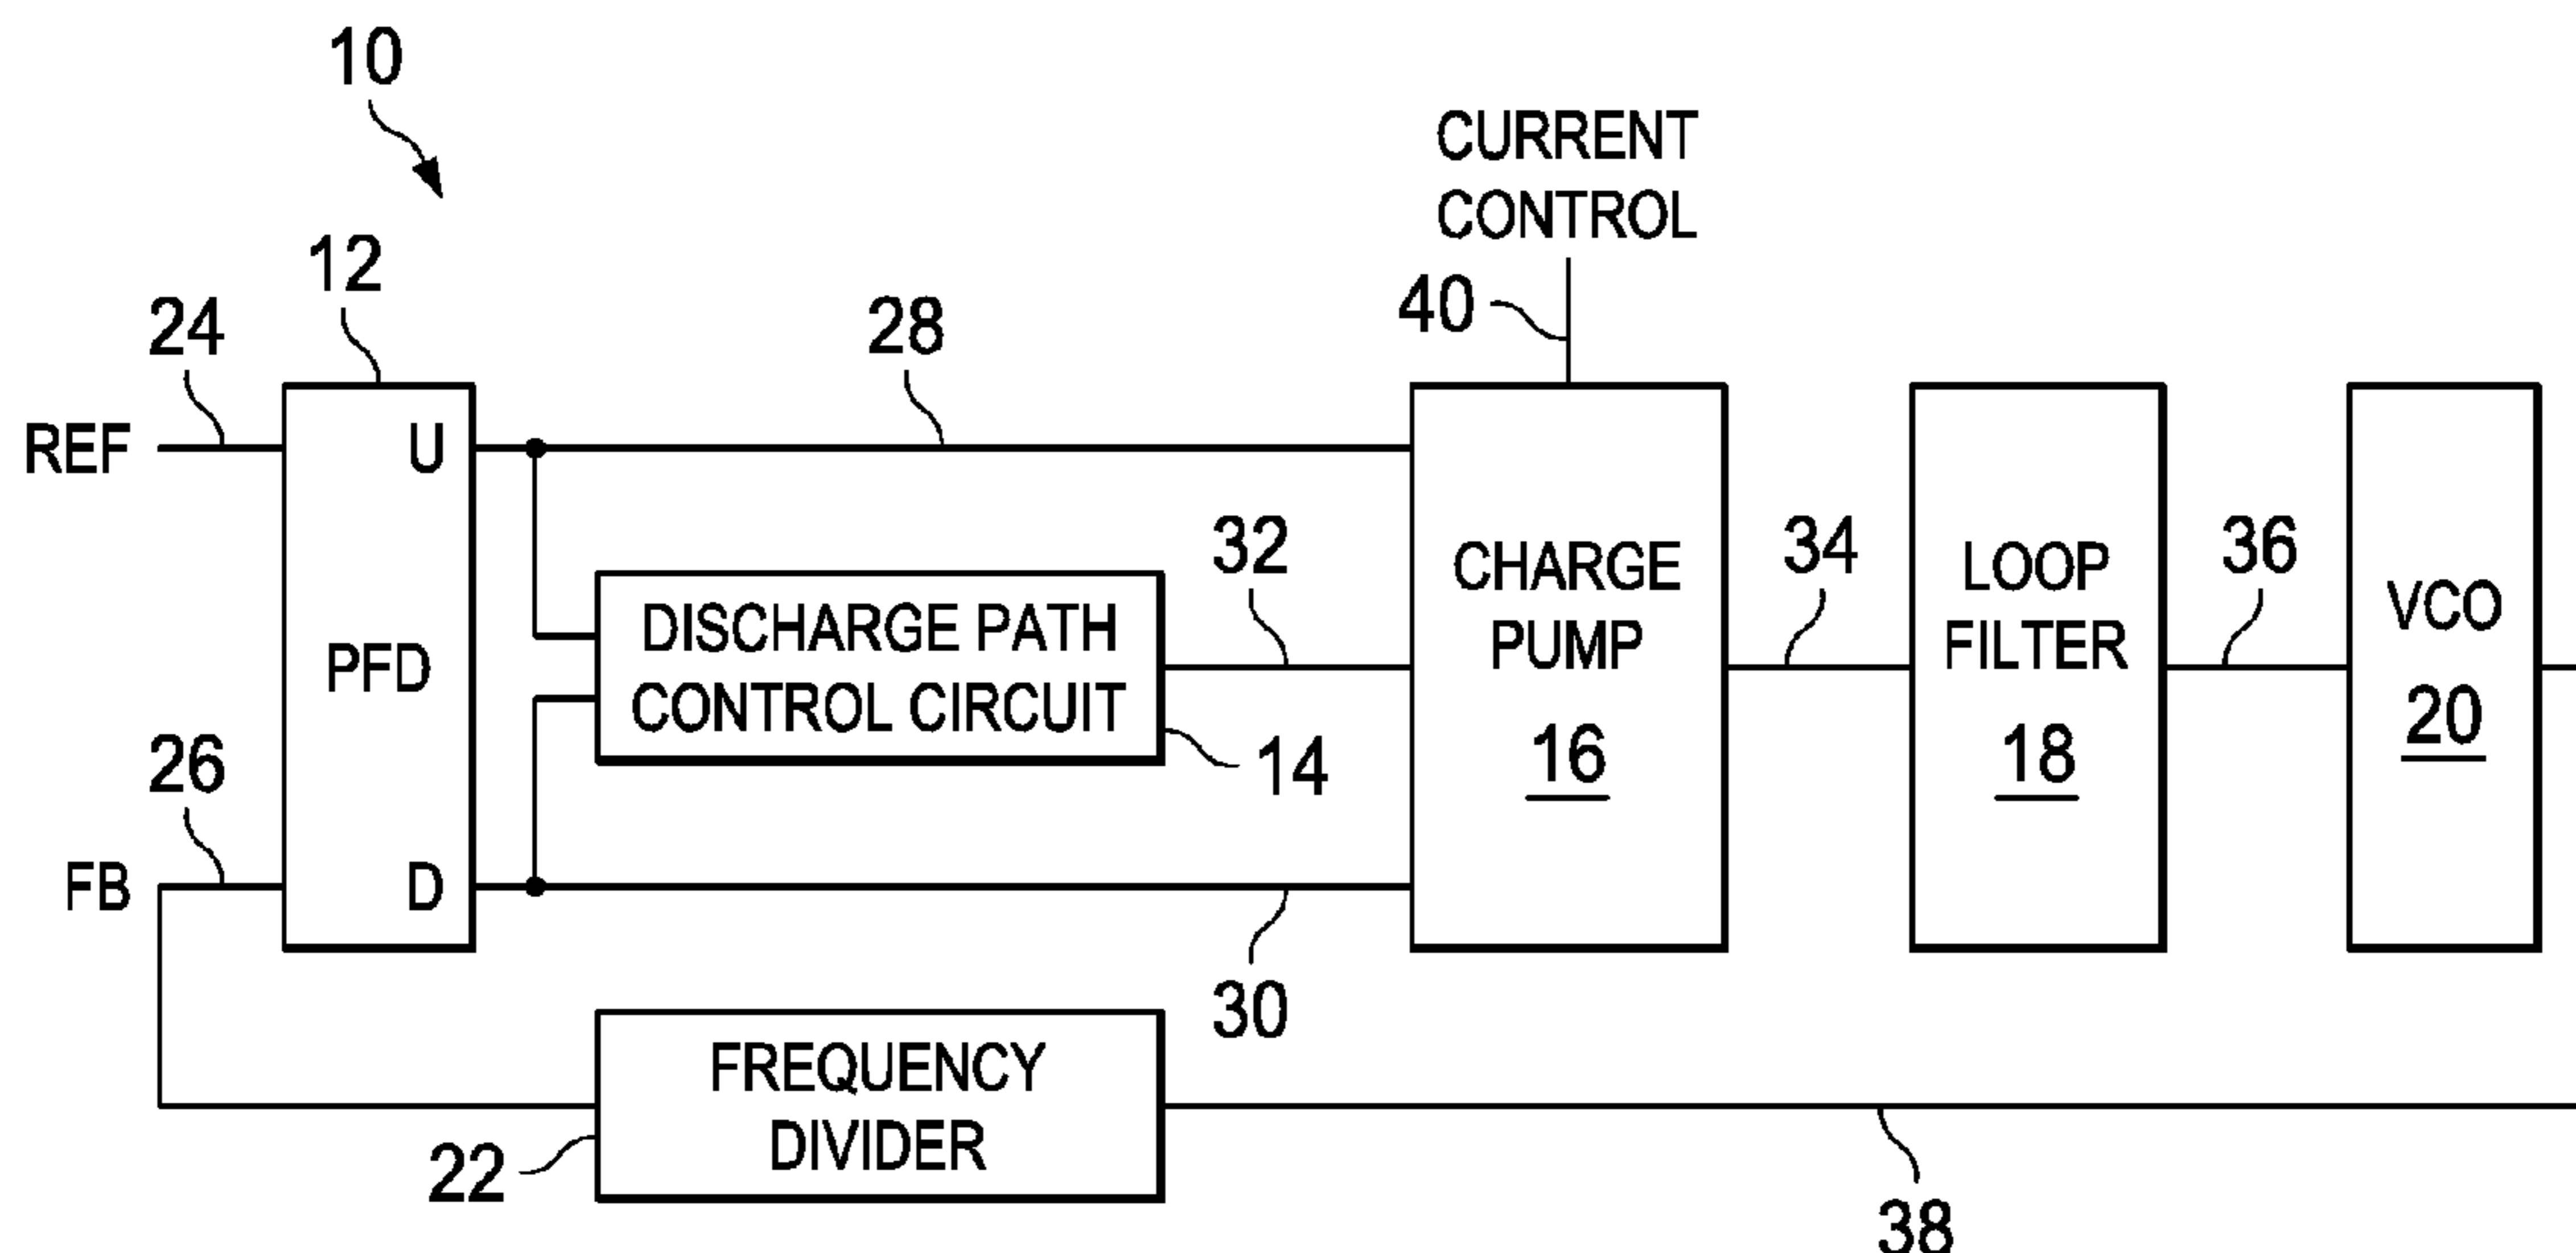 10
CURRENT
CONTROL
12
40
24
28
REF
U
32
34
36
CHARGE
PUMP
16
LOOP
FILTER
18
VCO
20
DISCHARGE PATH
CONTROL CIRCUIT
PFD
14
26
FB
D
30
FREQUENCY
DIVIDER
22
38